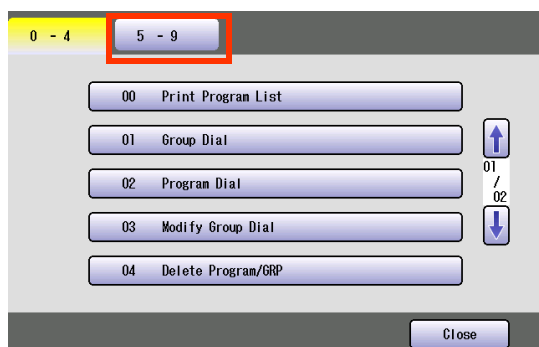 0 - 4
5 - 9
00 Print Program List
01 Group Dial
01
/
02
02 Program Dial
03 Modify Group Dial
04 Delete Program/GRP
Close